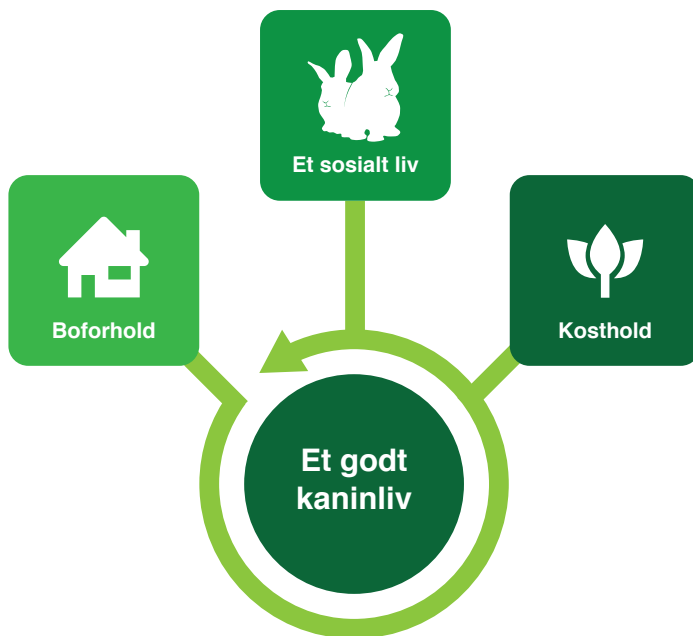 Et sosialt liv
Boforhold
Kosthold
Et godt
kaninliv